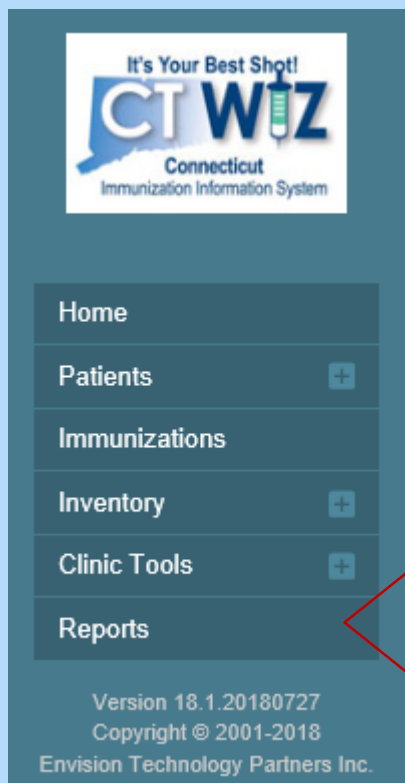 It's Your Best Shot!
CT WIZ
Connecticut
Immunization Information System
Home
Patients
Immunizations
Inventory
Clinic Tools
Reports
Version 18.1.20180727
Copyright © 2001-2018
Envision Technology Partners Inc.